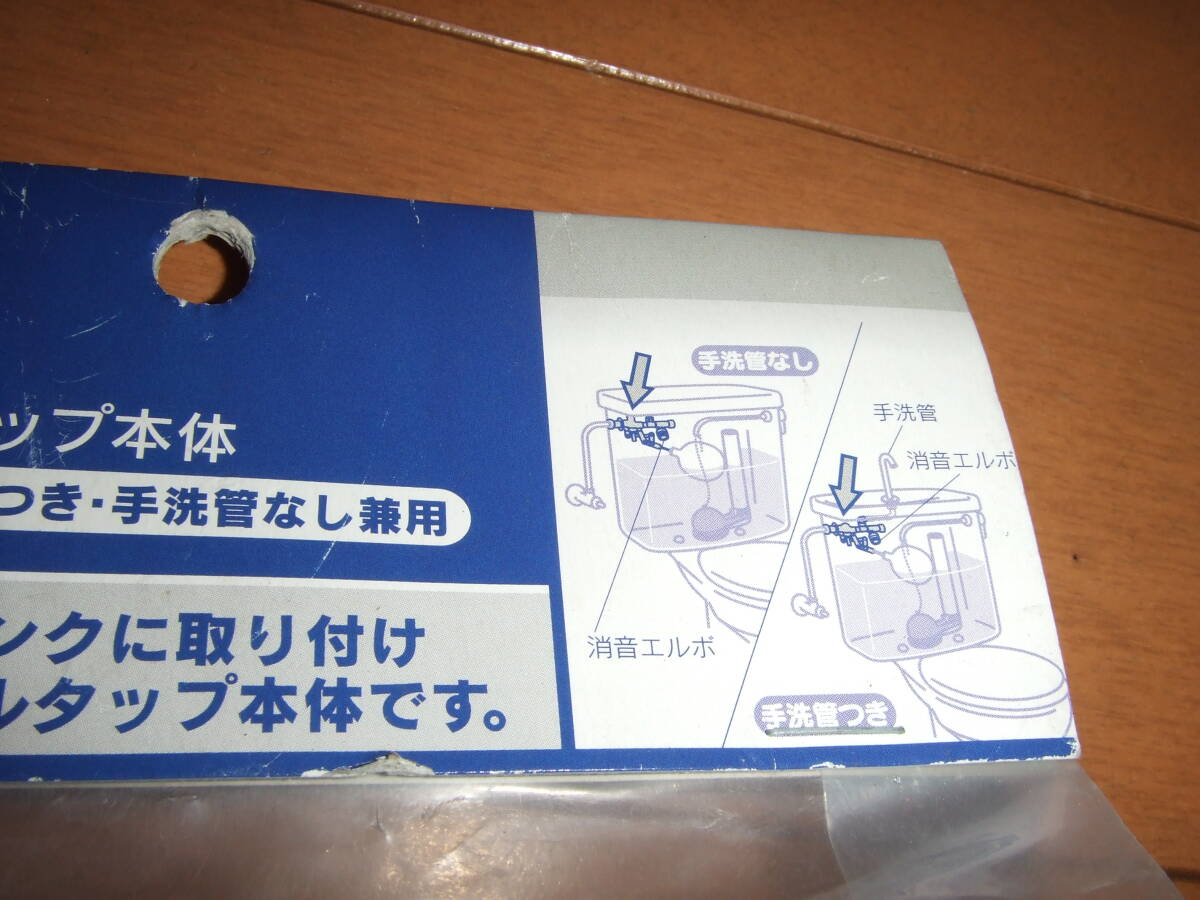 ップ本体
つき・手洗管なし兼用
ンクに取り付け
ルタップ本体です。
手洗管なし
消音エルボ
手洗管
消音エルボ
手洗管つき